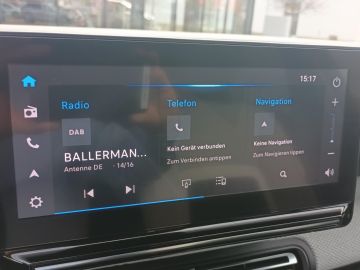 15:17
Radio
Telefon
Navigation
DAB
BALLERMAN...
Antenne DE · 14/16
Kein Gerät verbunden
Zum Verbinden antippen
Keine Navigation
Zum Navigieren tippen